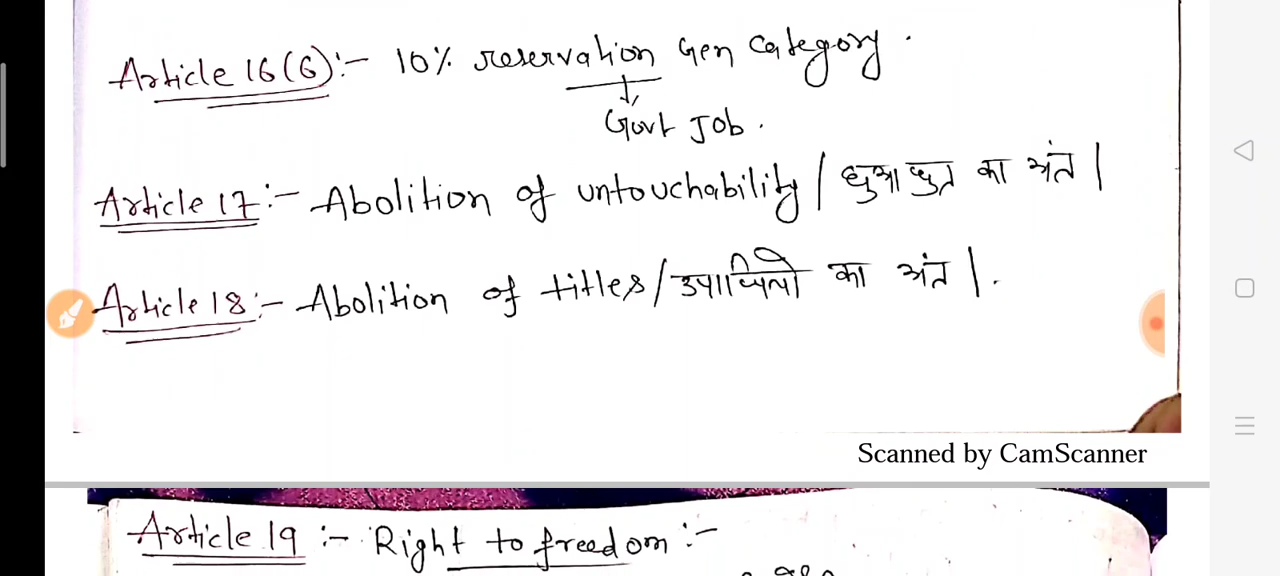 Article 16(6):- 10% reservation Gen Category.
Govt Job.
Article 17:- Abolition of untouchability / छुआ छुत का अंत |
Article 18:- Abolition of titles / उपाधियो का अंत |.
Scanned by CamScanner
Article 19 :- Right to freedom :-